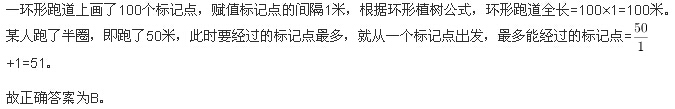 一环形跑道上画了100个标记点，赋值标记点的间隔1米，根据环形植树公式，环形跑道全长=100×1=100米。
某人跑了半圈，即跑了50米，此时要经过的标记点最多，就从一个标记点出发，最多能经过的标记点=50/1
+1=51。
故正确答案为B。